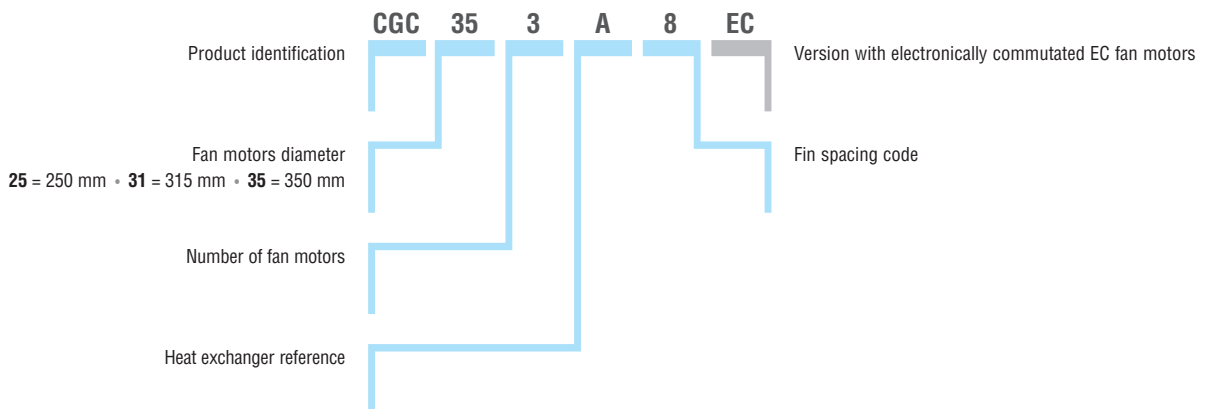 CGC 35 3 A 8 EC
Product identification
Version with electronically commutated EC fan motors
Fan motors diameter
25 = 250 mm • 31 = 315 mm • 35 = 350 mm
Fin spacing code
Number of fan motors
Heat exchanger reference